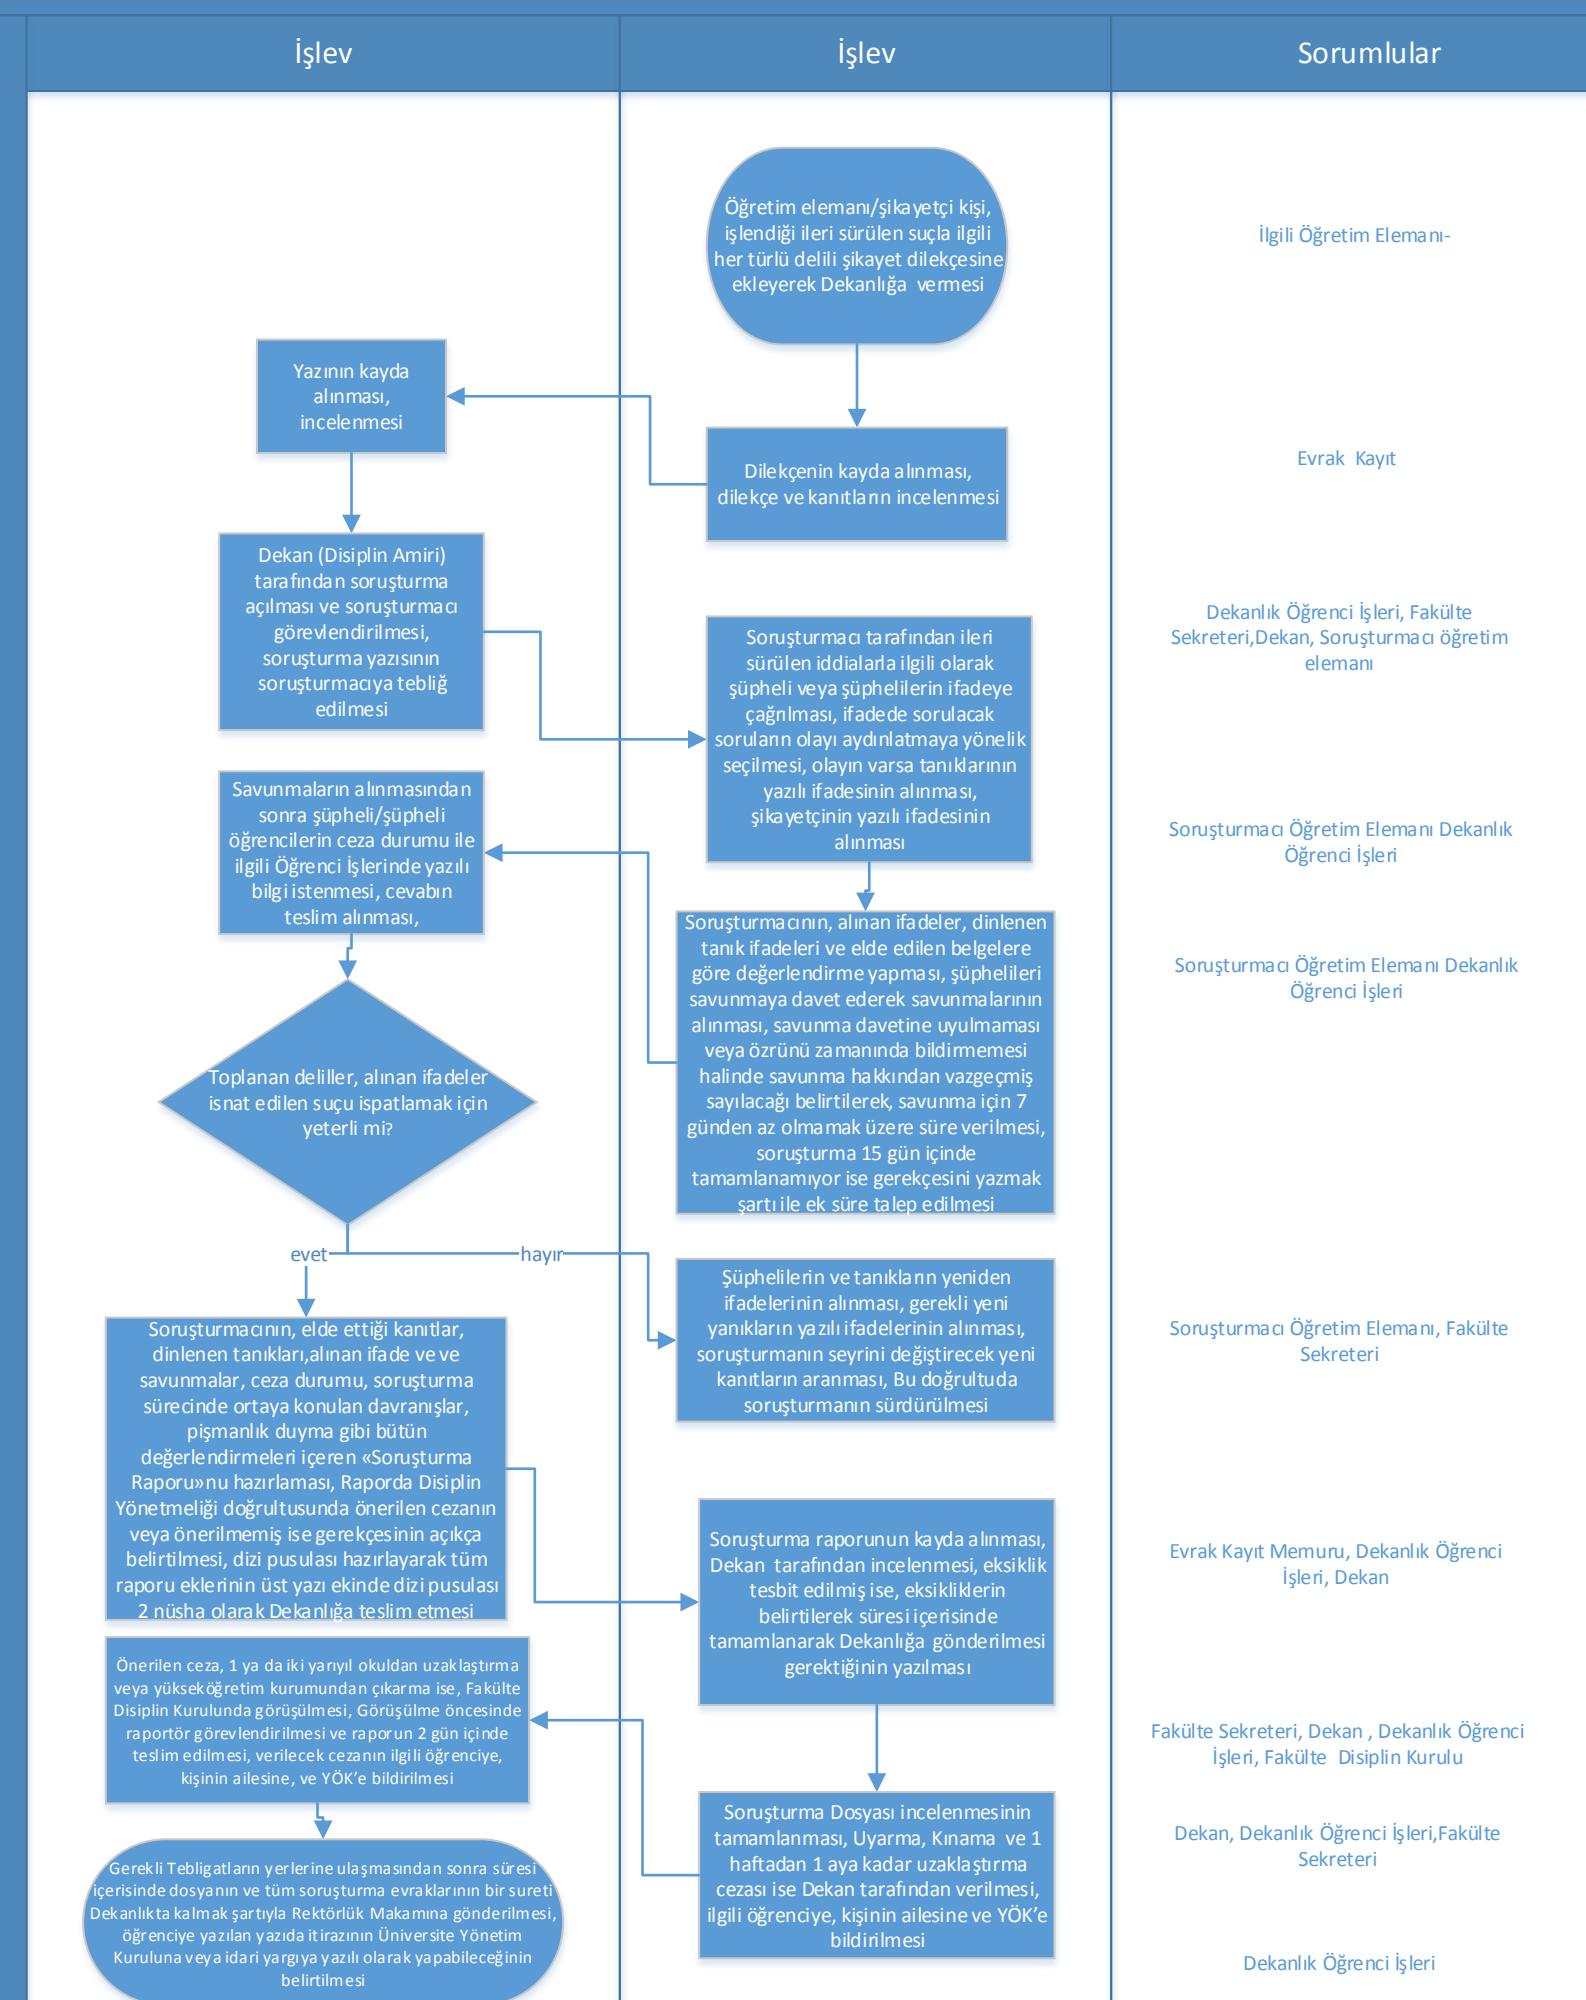 İşlev
İşlev
Sorumlular
Öğretim elemanı/şikayetçi kişi,
işlendiği ileri sürülen suçla ilgili
her türlü delili şikayet dilekçesine
ekleyerek Dekanlığa vermesi
İlgili Öğretim Elemanı-
Yazının kayda
alınması,
incelenmesi
Dilekçenin kayda alınması,
dilekçe ve kanıtların incelenmesi
Evrak Kayıt
Dekan (Disiplin Amiri)
tarafından soruşturma
açılması ve soruşturmacı
görevlendirilmesi,
soruşturma yazısının
soruşturmacıya tebliğ
edilmesi
Soruşturmacı tarafından ileri
sürülen iddialarla ilgili olarak
şüpheli veya şüphelilerin ifadeye
çağrılması, ifadede sorulacak
soruların olayı aydınlatmaya yönelik
seçilmesi, olayın varsa tanıklarının
yazılı ifadesinin alınması,
şikayetçinin yazılı ifadesinin
alınması
Dekanlık Öğrenci İşleri, Fakülte
Sekreteri,Dekan, Soruşturmacı öğretim
elemanı
Savunmaların alınmasından
sonra şüpheli/şüpheli
öğrencilerin ceza durumu ile
ilgili Öğrenci İşlerinde yazılı
bilgi istenmesi, cevabın
teslim alınması,
Soruşturmacı Öğretim Elemanı Dekanlık
Öğrenci İşleri
Soruşturmacının, alınan ifadeler, dinlenen
tanık ifadeleri ve elde edilen belgelere
göre değerlendirme yapması, şüphelileri
savunmaya davet ederek savunmalarının
alınması, savunma davetine uyulmaması
veya özrünü zamanında bildirmemesi
halinde savunma hakkından vazgeçmiş
sayılacağı belirtilerek, savunma için 7
günden az olmamak üzere süre verilmesi,
soruşturma 15 gün içinde
tamamlanamıyor ise gerekçesini yazmak
şartı ile ek süre talep edilmesi
Soruşturmacı Öğretim Elemanı Dekanlık
Öğrenci İşleri
Toplanan deliller, alınan ifadeler
isnat edilen suçu ispatlamak için
yeterli mi?
evet
hayır
Şüphelilerin ve tanıkların yeniden
ifadelerinin alınması, gerekli yeni
yanıkların yazılı ifadelerinin alınması,
soruşturmanın seyrini değiştirecek yeni
kanıtların aranması, Bu doğrultuda
soruşturmanın sürdürülmesi
Soruşturmacı Öğretim Elemanı, Fakülte
Sekreteri
Soruşturmacının, elde ettiği kanıtlar,
dinlenen tanıkları,alınan ifade ve ve
savunmalar, ceza durumu, soruşturma
sürecinde ortaya konulan davranışlar,
pişmanlık duyma gibi bütün
değerlendirmeleri içeren «Soruşturma
Raporu»nu hazırlaması, Raporda Disiplin
Yönetmeliği doğrultusunda önerilen cezanın
veya önerilmemiş ise gerekçesinin açıkça
belirtilmesi, dizi pusulası hazırlayarak tüm
raporu eklerinin üst yazı ekinde dizi pusulası
2 nüsha olarak Dekanlığa teslim etmesi
Soruşturma raporunun kayda alınması,
Dekan tarafından incelenmesi, eksiklik
tesbit edilmiş ise, eksikliklerin
belirtilerek süresi içerisinde
tamamlanarak Dekanlığa gönderilmesi
gerektiğinin yazılması
Evrak Kayıt Memuru, Dekanlık Öğrenci
İşleri, Dekan
Önerilen ceza, 1 ya da iki yarıyıl okuldan uzaklaştırma
veya yükseköğretim kurumundan çıkarma ise, Fakülte
Disiplin Kurulunda görüşülmesi, Görüşülme öncesinde
raportör görevlendirilmesi ve raporun 2 gün içinde
teslim edilmesi, verilecek cezanın ilgili öğrenciye,
kişinin ailesine, ve YÖK’e bildirilmesi
Fakülte Sekreteri, Dekan , Dekanlık Öğrenci
İşleri, Fakülte Disiplin Kurulu
Soruşturma Dosyası incelenmesinin
tamamlanması, Uyarma, Kınama ve 1
haftadan 1 aya kadar uzaklaştırma
cezası ise Dekan tarafından verilmesi,
ilgili öğrenciye, kişinin ailesine ve YÖK’e
bildirilmesi
Dekan, Dekanlık Öğrenci İşleri,Fakülte
Sekreteri
Gerekli Tebligatların yerlerine ulaşmasından sonra süresi
içerisinde dosyanın ve tüm soruşturma evraklarının bir sureti
Dekanlıkta kalmak şartıyla Rektörlük Makamına gönderilmesi,
öğrenciye yazılan yazıda itirazının Üniversite Yönetim
Kuruluna veya idari yargıya yazılı olarak yapabileceğinin
belirtilmesi
Dekanlık Öğrenci İşleri